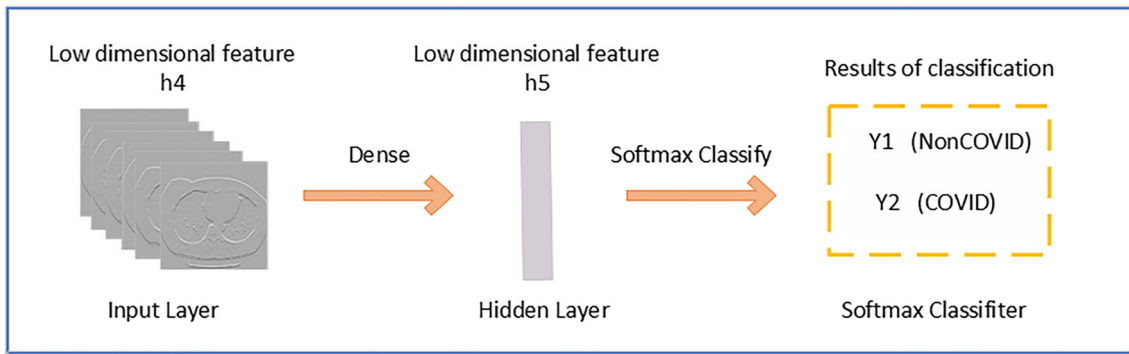 Low dimensional feature
h4
Low dimensional feature
h5
Results of classification
Dense
Softmax Classify
Y1 (NonCOVID)
Y2 (COVID)
Input Layer
Hidden Layer
Softmax Classifiter